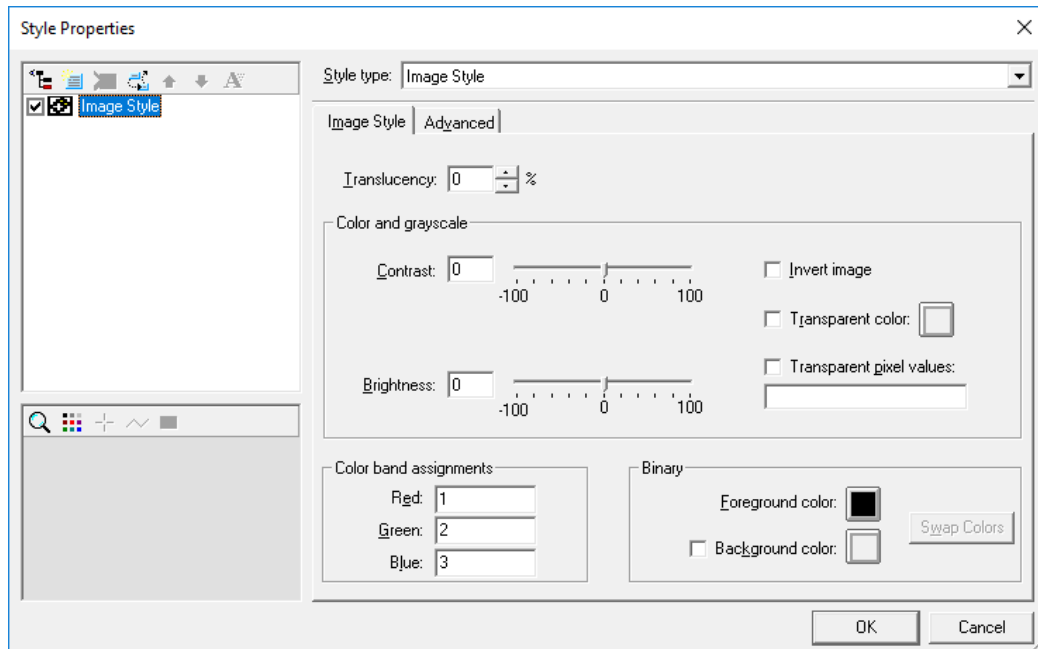 Style Properties
Style type: Image Style
Image Style
Image Style Advanced
Translucency: 0 %
Color and grayscale
Contrast: 0
-100 0 100
Invert image
Transparent color:
Transparent pixel values:
Brightness: 0
-100 0 100
Color band assignments
Red: 1
Green: 2
Blue: 3
Binary
Foreground color:
Background color:
Swap Colors
OK Cancel